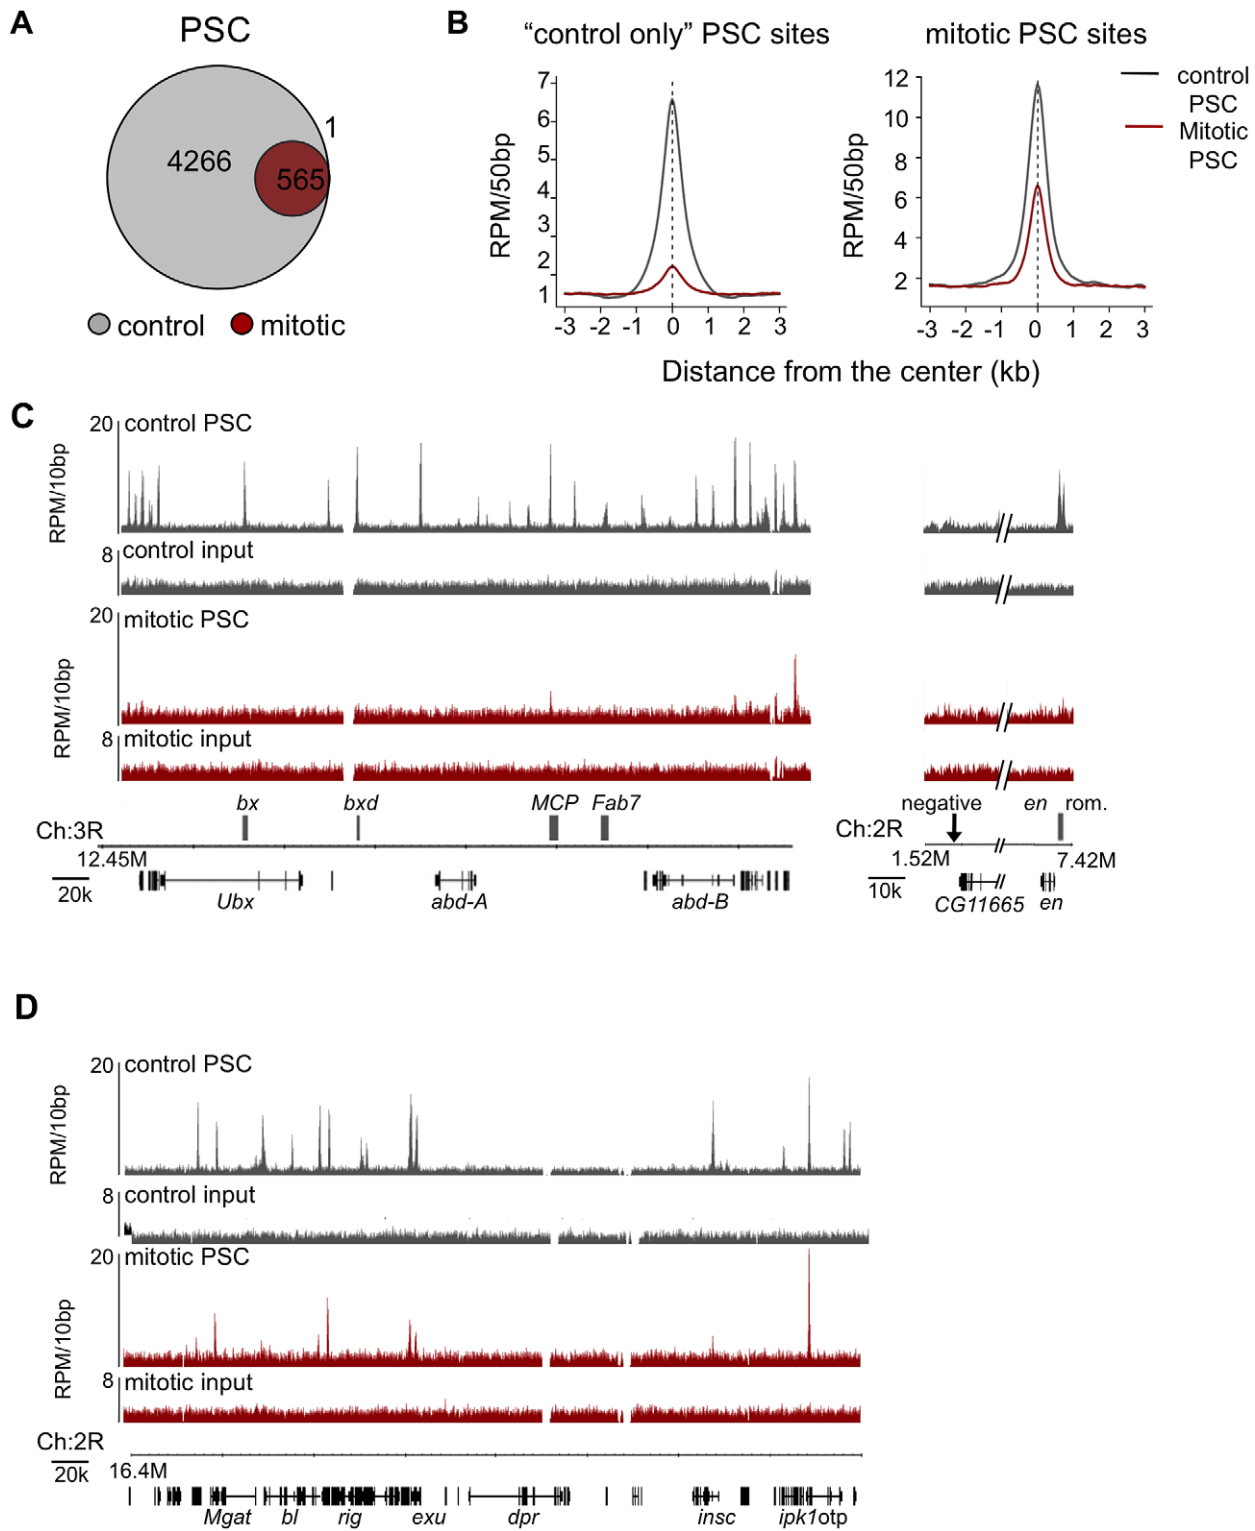 A
PSC
4266
565
1
control
mitotic
B
“control only” PSC sites
mitotic PSC sites
control
PSC
Mitotic
PSC
RPM/50bp
7
6
5
4
3
2
1
-3 -2 -1 0 1 2 3
RPM/50bp
12
10
8
6
4
2
-3 -2 -1 0 1 2 3
Distance from the center (kb)
C
20
control PSC
RPM/10bp
8
control input
20
mitotic PSC
RPM/10bp
8
mitotic input
bx bxd MCP Fab7
Ch:3R
12.45M
20k
Ubx abd-A abd-B
negative en rom.
Ch:2R
1.52M 7.42M
10k
CG11665 en
D
20
control PSC
RPM/10bp
8
control input
20
mitotic PSC
RPM/10bp
8
mitotic input
Ch:2R
20k
16.4M
Mgat bl rig exu dpr insc ipk1otp